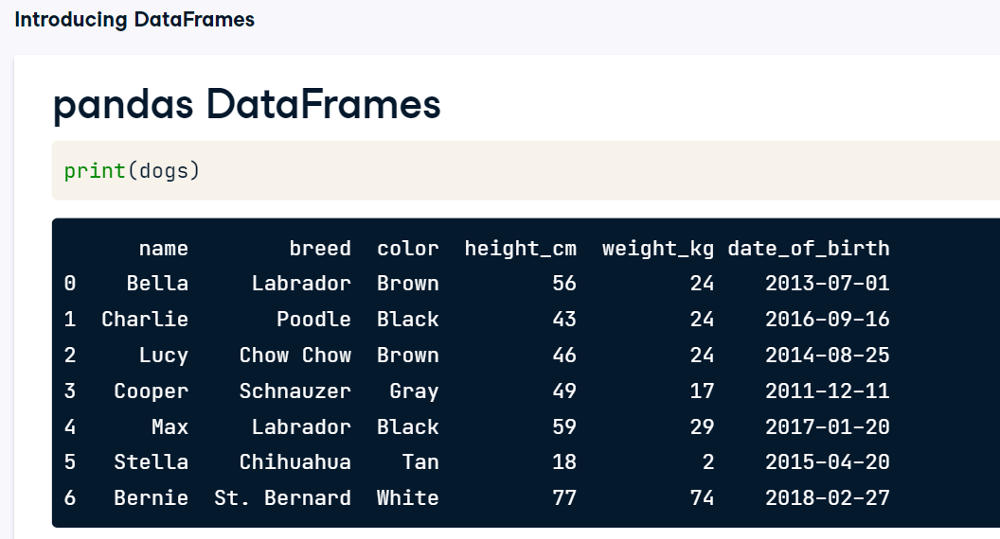 Introducing DataFrames
pandas DataFrames
print(dogs)
name breed color height_cm weight_kg date_of_birth
0 Bella Labrador Brown 56 24 2013-07-01
1 Charlie Poodle Black 43 24 2016-09-16
2 Lucy Chow Chow Brown 46 24 2014-08-25
3 Cooper Schnauzer Gray 49 17 2011-12-11
4 Max Labrador Black 59 29 2017-01-20
5 Stella Chihuahua Tan 18 2 2015-04-20
6 Bernie St. Bernard White 77 74 2018-02-27